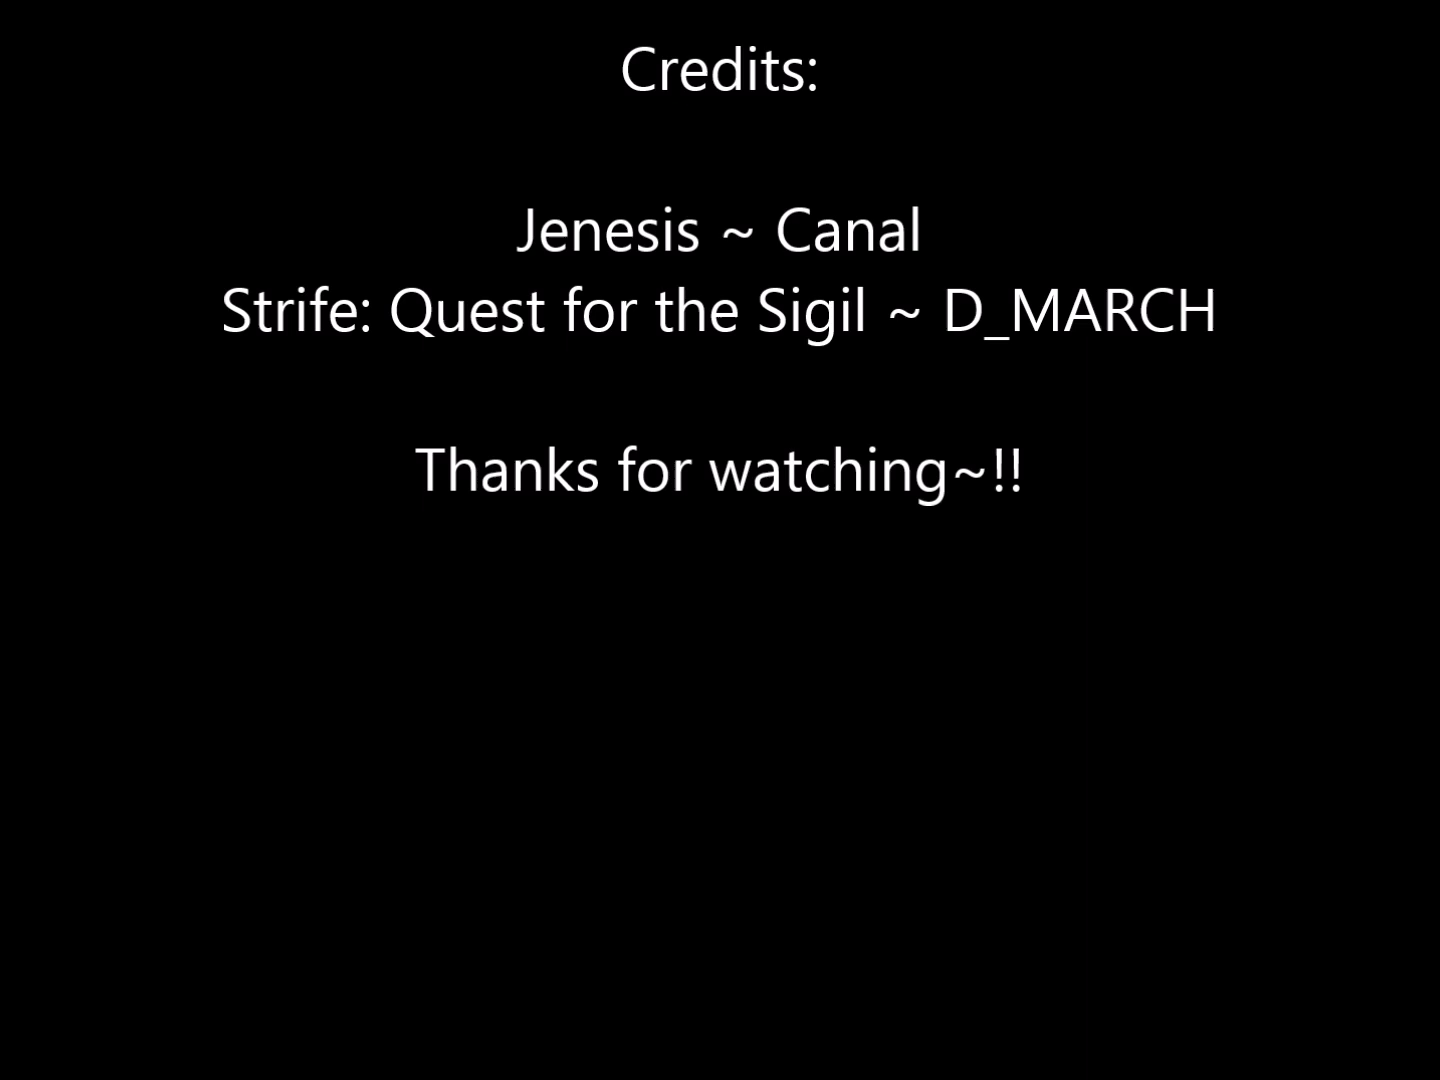 Credits:
Jenesis ~ Canal
Strife: Quest for the Sigil ~ D_MARCH
Thanks for watching~!!